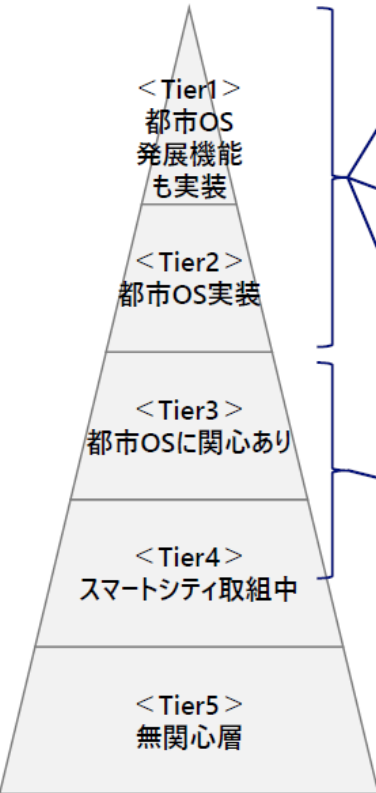 ＜Tier1＞
都市OS
発展機能
も実装
＜Tier2＞
都市OS実装
＜Tier3＞
都市OSに関心あり
＜Tier4＞
スマートシティ取組中
＜Tier5＞
無関心層